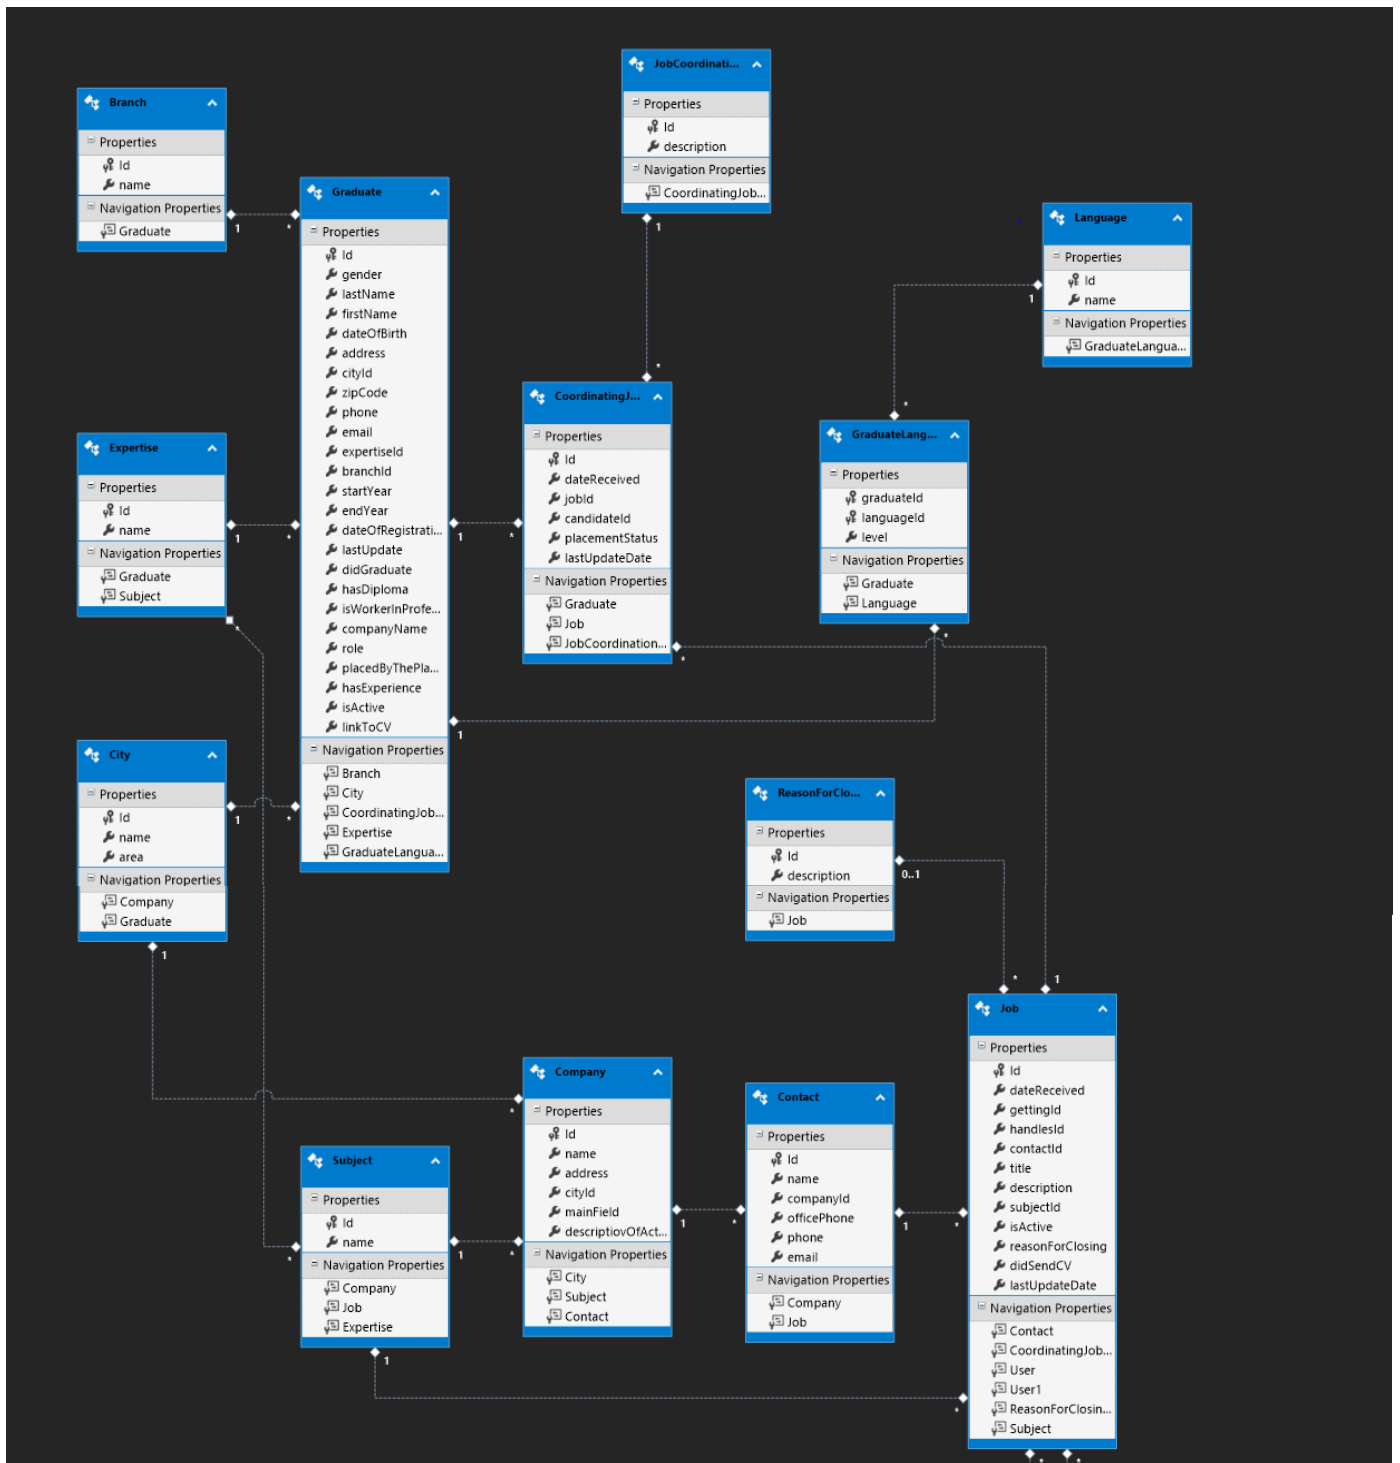 JobCoordinati...
Properties
Id
description
Navigation Properties
CoordinatingJob...
1
*
Branch
Properties
Id
name
Navigation Properties
Graduate
1
*
Graduate
Properties
Id
gender
lastName
firstName
dateOfBirth
address
cityId
zipCode
phone
email
expertiseId
branchId
startYear
endYear
dateOfRegistrati...
lastUpdate
didGraduate
hasDiploma
isWorkerInProfe...
companyName
role
placedByThePla...
hasExperience
isActive
linkToCV
Navigation Properties
Branch
City
CoordinatingJob...
Expertise
GraduateLangua...
1
*
1
Language
Properties
Id
name
Navigation Properties
GraduateLangua...
1
*
CoordinatingJ...
Properties
Id
dateReceived
jobId
candidateId
placementStatus
lastUpdateDate
Navigation Properties
Graduate
Job
JobCoordination...
*
GraduateLang...
Properties
graduateId
languageId
level
Navigation Properties
Graduate
Language
*
Expertise
Properties
Id
name
Navigation Properties
Graduate
Subject
1
*
*
City
Properties
Id
name
area
Navigation Properties
Company
Graduate
1
*
1
ReasonForClo...
Properties
Id
description
Navigation Properties
Job
0..1
*
1
Job
Properties
Id
dateReceived
gettingId
handlesId
contactId
title
description
subjectId
isActive
reasonForClosing
didSendCV
lastUpdateDate
Navigation Properties
Contact
CoordinatingJob...
User
User1
ReasonForClosin...
Subject
*
*
Company
Properties
Id
name
address
cityId
mainField
descriptiovOfAct...
Navigation Properties
City
Subject
Contact
*
1
*
Contact
Properties
Id
name
companyId
officePhone
phone
email
Navigation Properties
Company
Job
1
*
Subject
Properties
Id
name
Navigation Properties
Company
Job
Expertise
*
1
*
1
*